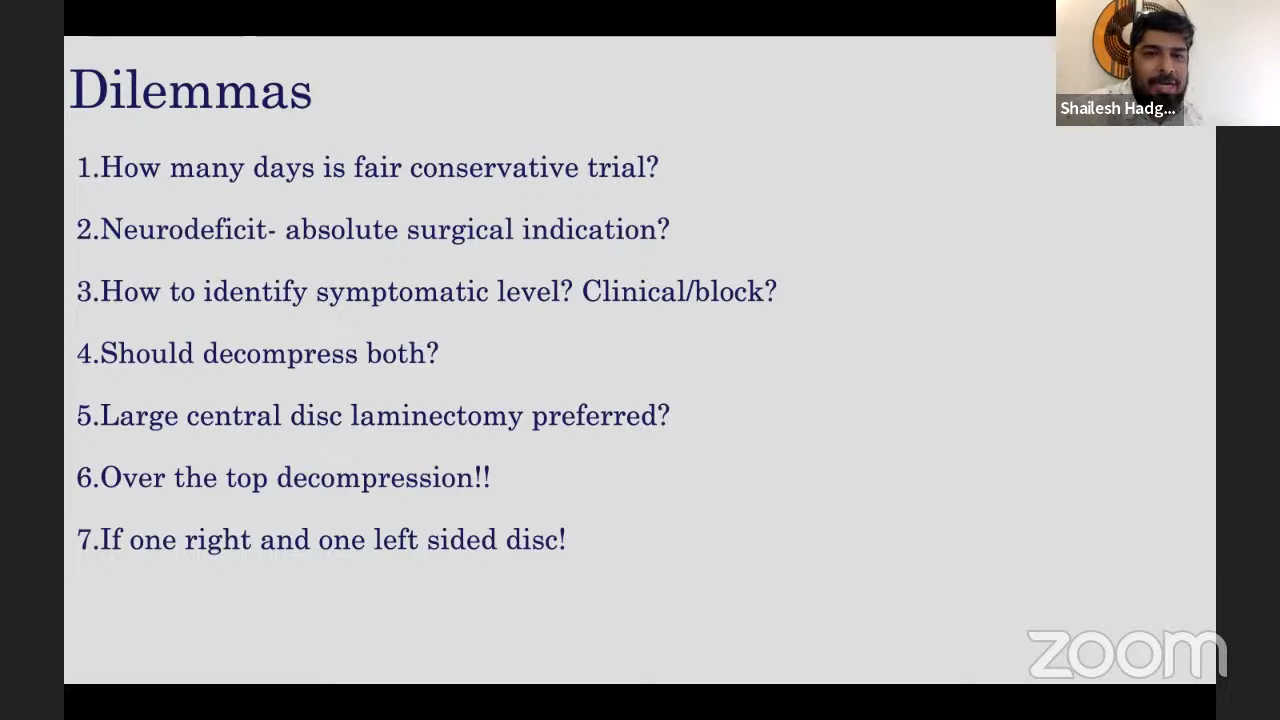 Dilemmas
1.How many days is fair conservative trial?
2.Neurodeficit- absolute surgical indication?
3.How to identify symptomatic level? Clinical/block?
4.Should decompress both?
5.Large central disc laminectomy preferred?
6.Over the top decompression!!
7.If one right and one left sided disc!
Shailesh Hadg...
zoom